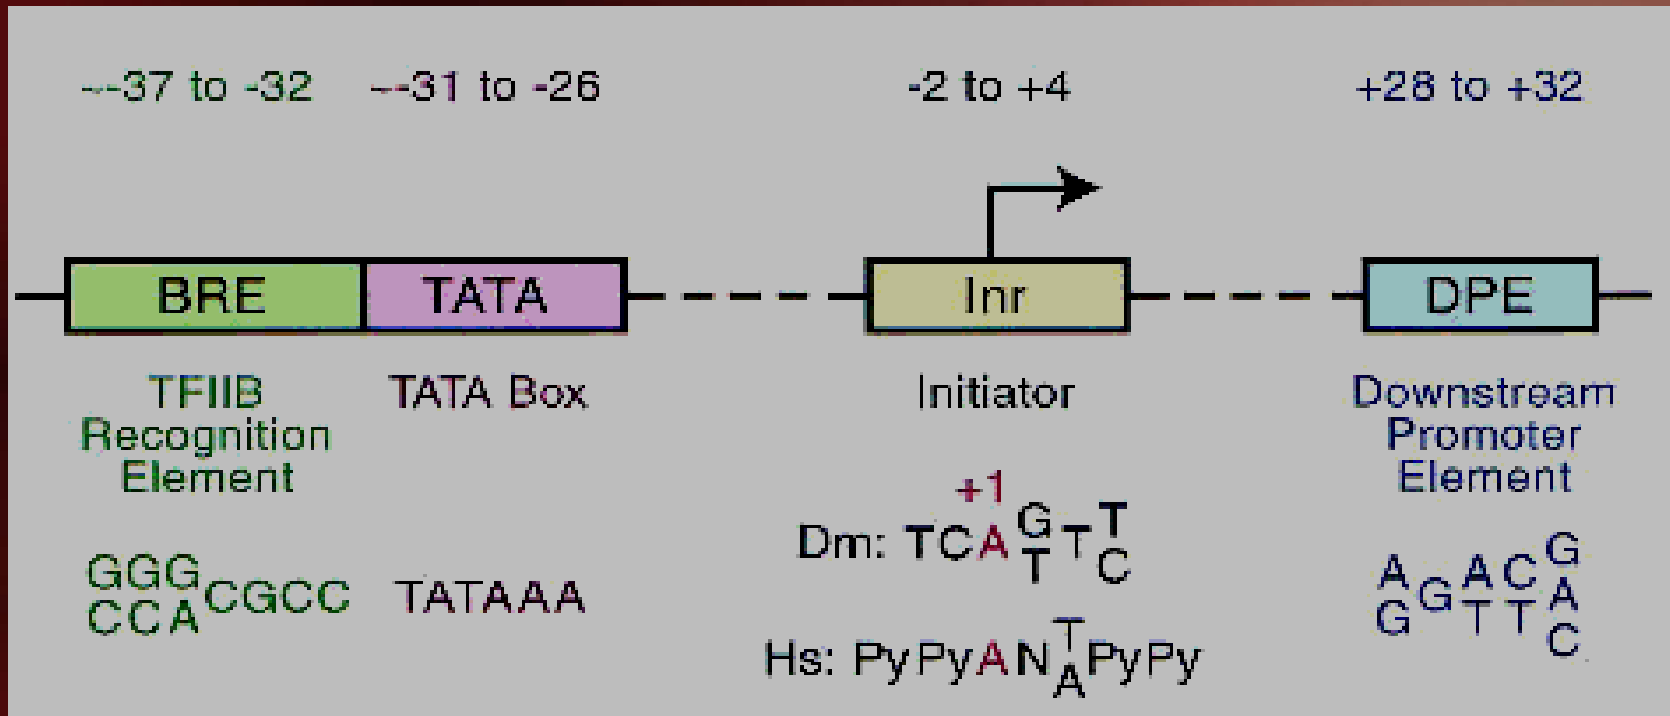 ~-37 to -32 ~-31 to -26 -2 to +4 +28 to +32
BRE TATA Inr DPE
TFIIB
Recognition
Element
TATA Box
Initiator
Downstream
Promoter
Element
GGG
CCA
CGCC
TATAAA
+1
Dm: TCA G T T
T C
Hs: PyPyAN T PyPy
A
A G A C G
G T T A
C